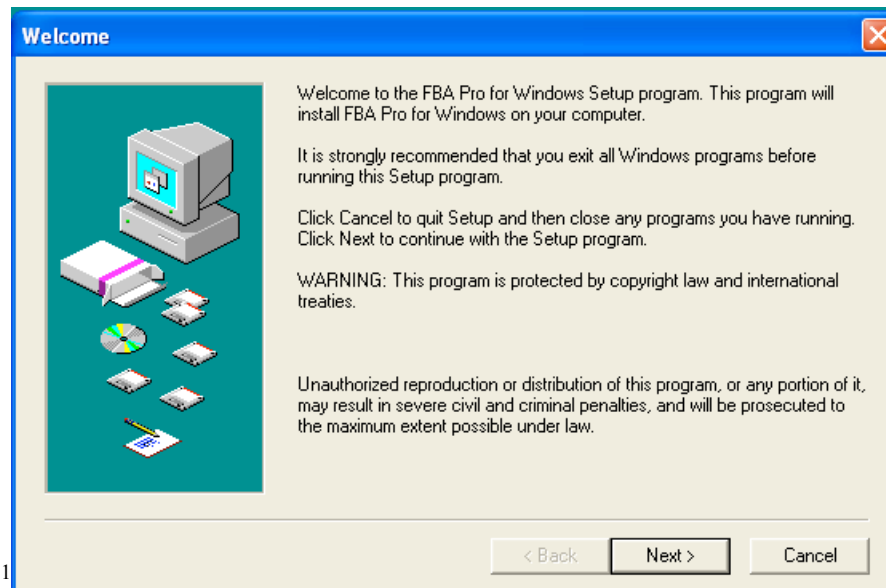 Welcome
Welcome to the FBA Pro for Windows Setup program. This program will
install FBA Pro for Windows on your computer.
It is strongly recommended that you exit all Windows programs before
running this Setup program.
Click Cancel to quit Setup and then close any programs you have running.
Click Next to continue with the Setup program.
WARNING: This program is protected by copyright law and international
treaties.
Unauthorized reproduction or distribution of this program, or any portion of it,
may result in severe civil and criminal penalties, and will be prosecuted to
the maximum extent possible under law.
< Back
Next >
Cancel
1